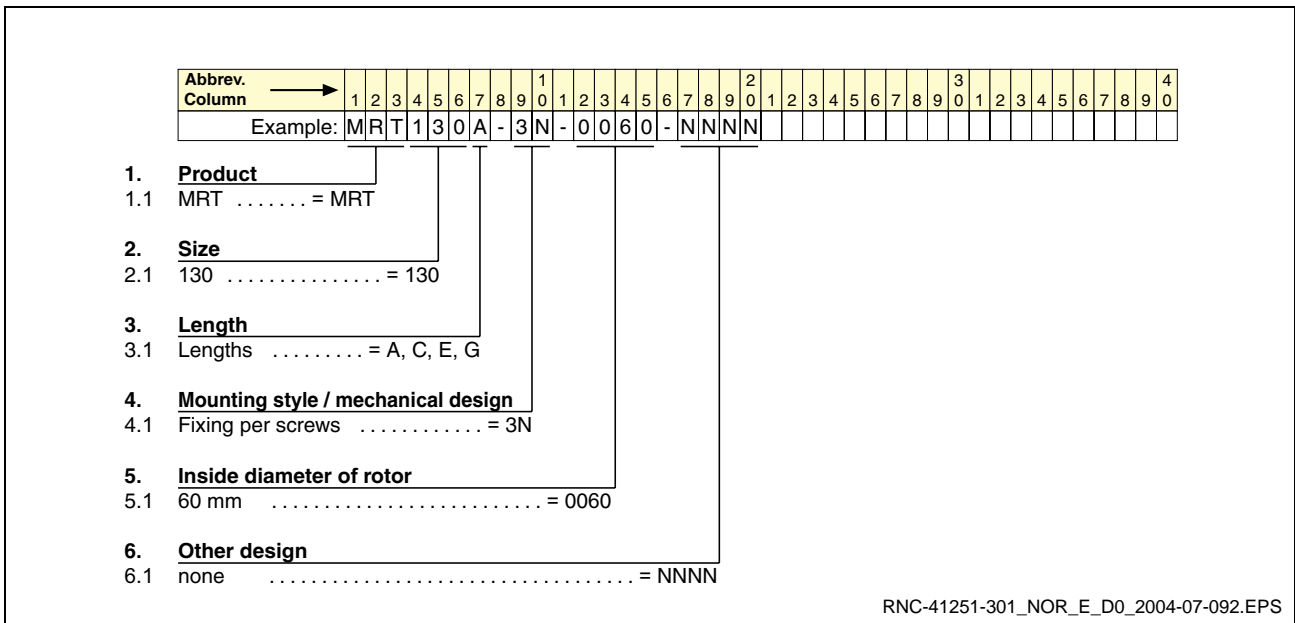 Abbrev.
Column 1 2 3 4 5 6 7 8 9 10 1 2 3 4 5 6 7 8 9 20 1 2 3 4 5 6 7 8 9 30 1 2 3 4 5 6 7 8 9 40
Example: M R T 1 3 0 A - 3 N - 0 0 6 0 - N N N N
1. Product
1.1 MRT . . . . . . . = MRT
2. Size
2.1 130 . . . . . . . . . . . . . . . = 130
3. Length
3.1 Lengths . . . . . . . . . = A, C, E, G
4. Mounting style / mechanical design
4.1 Fixing per screws . . . . . . . . . . . . = 3N
5. Inside diameter of rotor
5.1 60 mm . . . . . . . . . . . . . . . . . . . . . . . . . . = 0060
6. Other design
6.1 none . . . . . . . . . . . . . . . . . . . . . . . . . . . . . . . . . . . = NNNN
RNC-41251-301_NOR_E_D0_2004-07-092.EPS